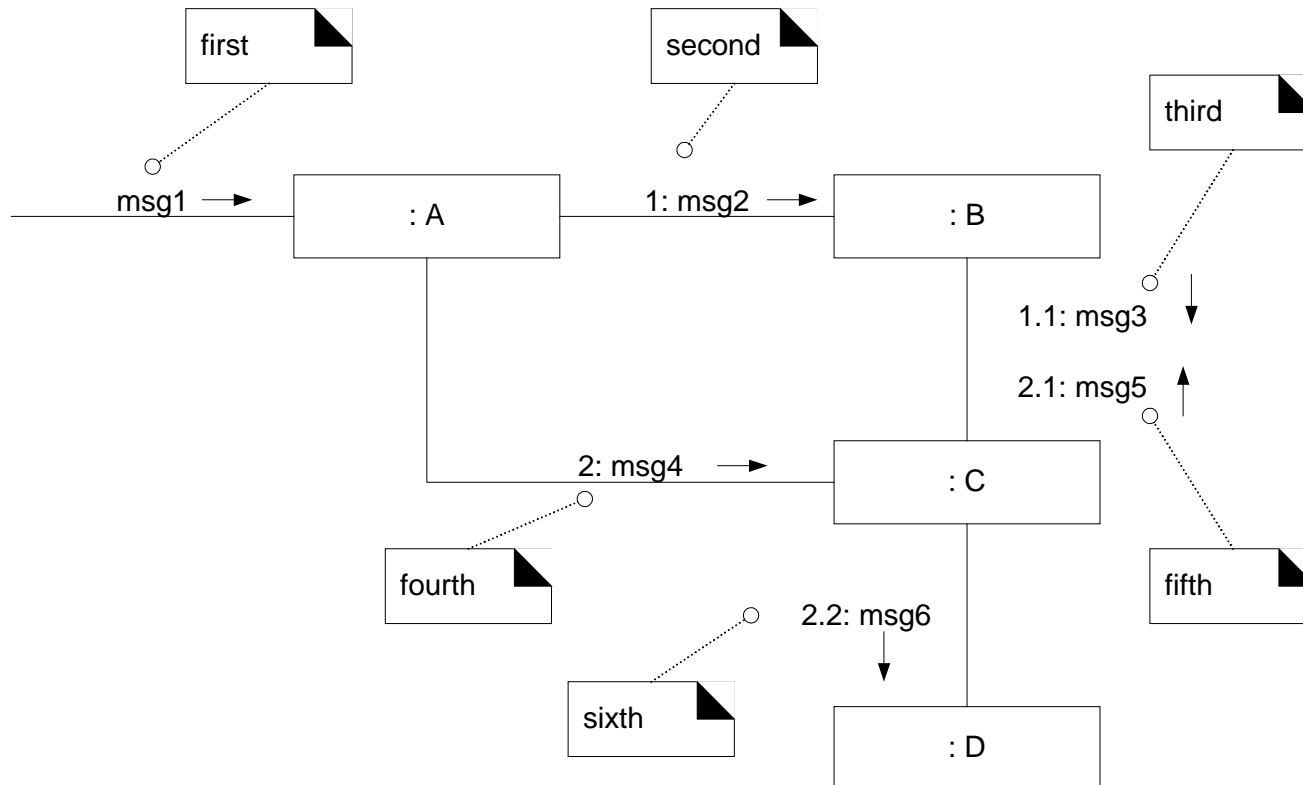 first
second
third
msg1
: A
1: msg2
: B
1.1: msg3
2.1: msg5
2: msg4
: C
fourth
fifth
2.2: msg6
sixth
: D